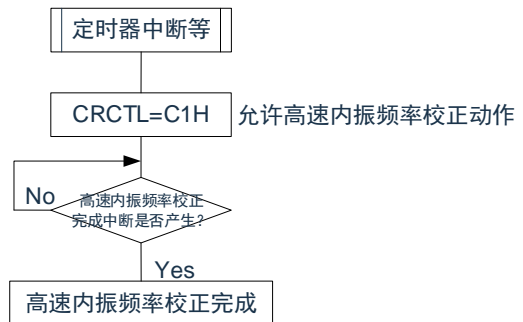 定时器中断等
CRCTL=C1H 允许高速内振频率校正动作
No
高速内振频率校正
完成中断是否产生?
Yes
高速内振频率校正完成